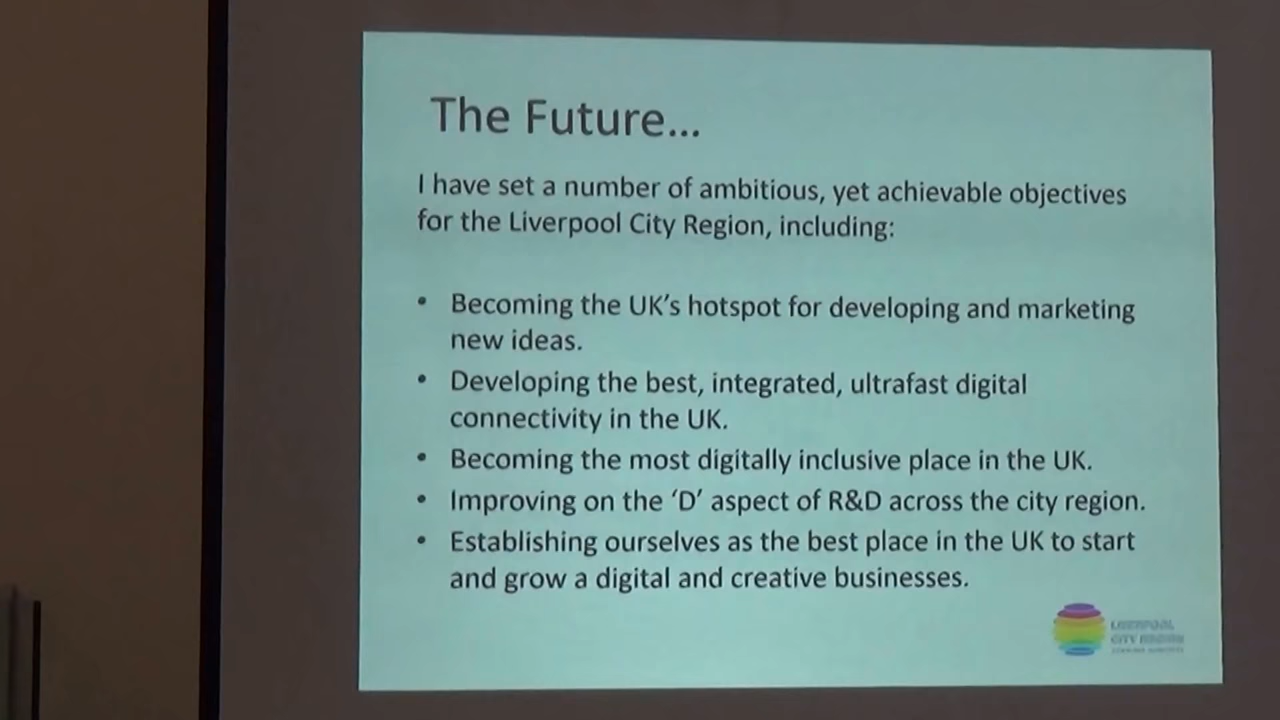 The Future...
I have set a number of ambitious, yet achievable objectives
for the Liverpool City Region, including:
• Becoming the UK's hotspot for developing and marketing
new ideas.
• Developing the best, integrated, ultrafast digital
connectivity in the UK.
• Becoming the most digitally inclusive place in the UK.
• Improving on the 'D' aspect of R&D across the city region.
• Establishing ourselves as the best place in the UK to start
and grow a digital and creative businesses.
LIVERPOOL
CITY REGION